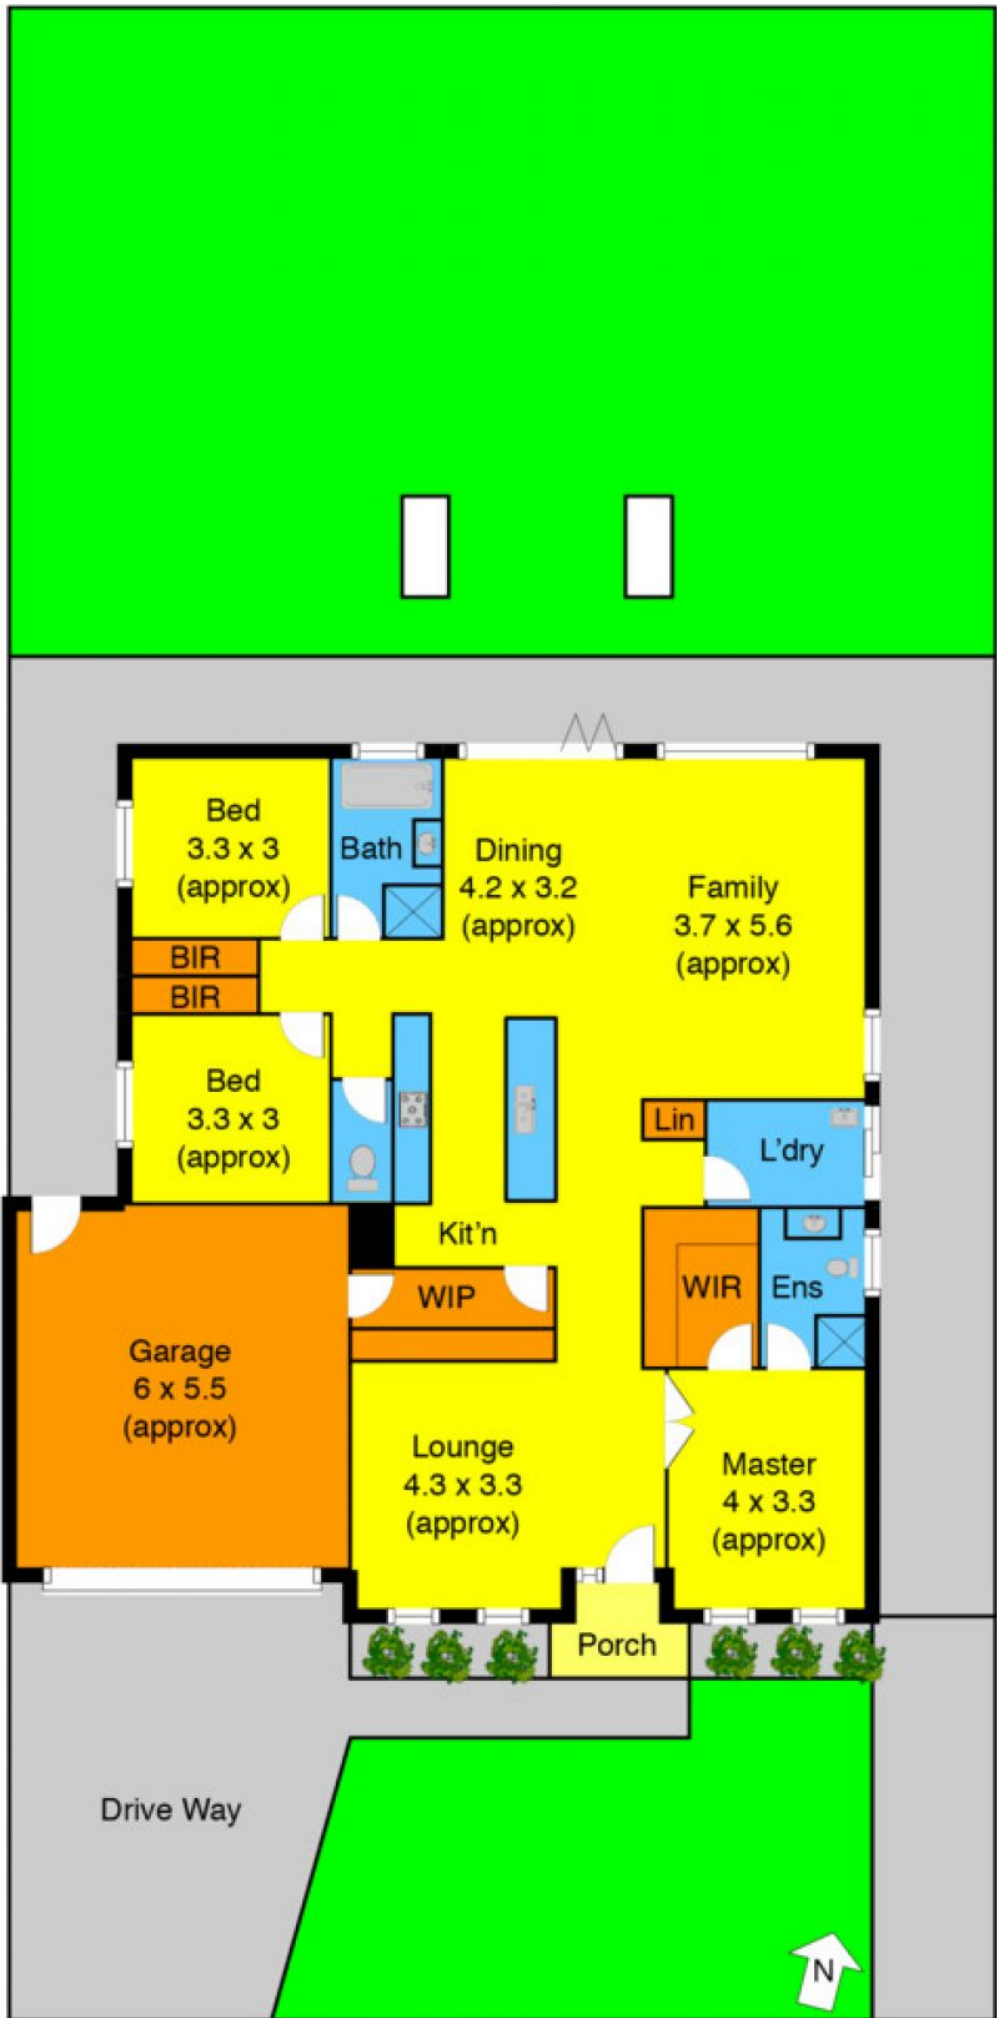 Bed
3.3 x 3
(approx)
Bath
Dining
4.2 x 3.2
(approx)
Family
3.7 x 5.6
(approx)
BIR
BIR
Bed
3.3 x 3
(approx)
Lin
L'dry
Kit'n
WIP
WIR
Ens
Garage
6 x 5.5
(approx)
Lounge
4.3 x 3.3
(approx)
Master
4 x 3.3
(approx)
Porch
Drive Way
N